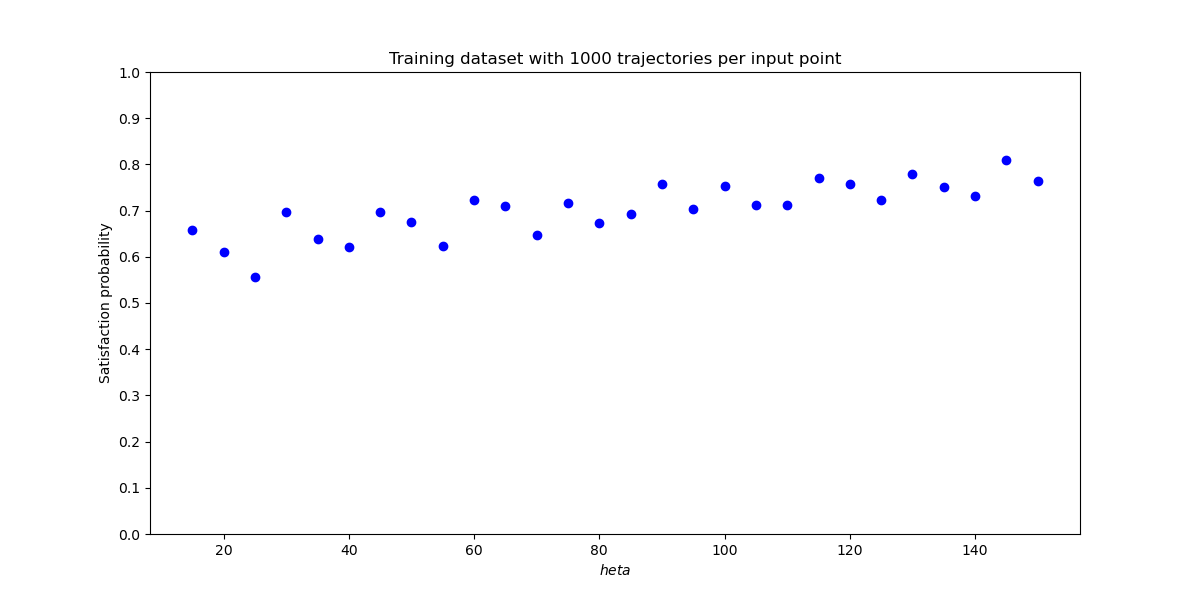 Training dataset with 1000 trajectories per input point
1.0
0.9
0.8
0.7
0.6
0.5
0.4
0.3
0.2
0.1
0.0
Satisfaction probability
20 40 60 80 100 120 140
heta